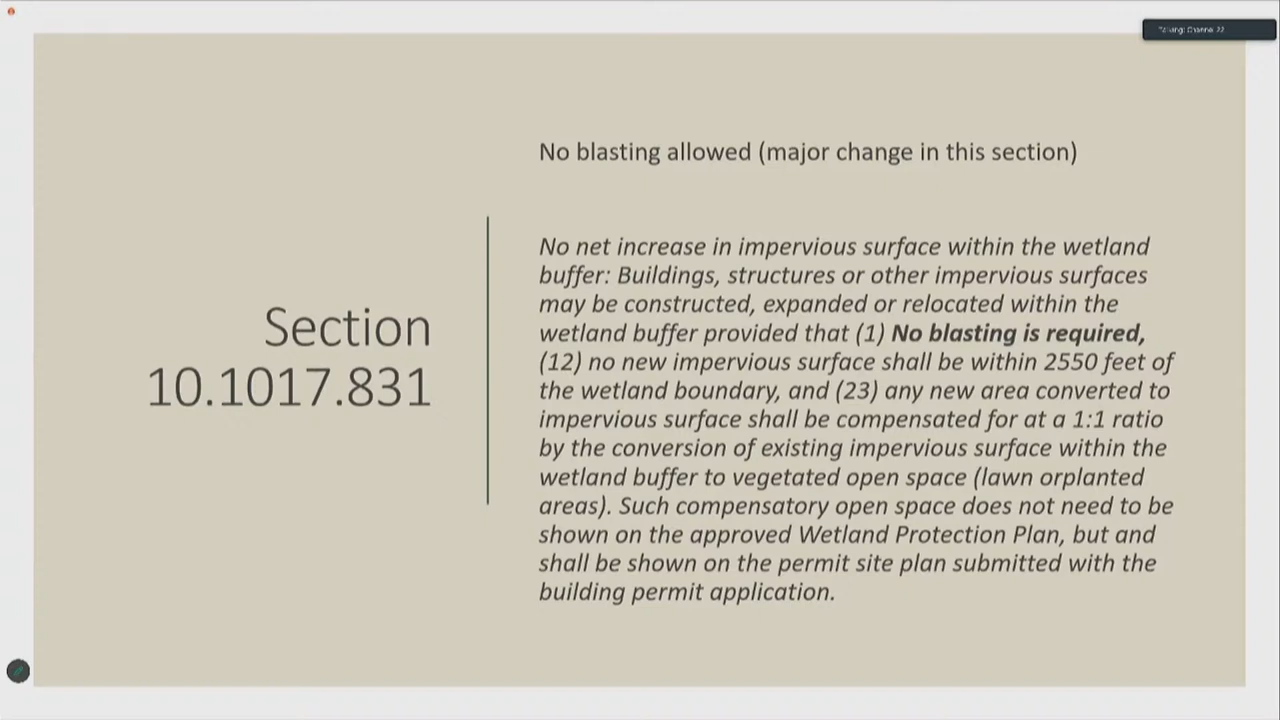 No blasting allowed (major change in this section)
Section
10.1017.831
No net increase in impervious surface within the wetland
buffer: Buildings, structures or other impervious surfaces
may be constructed, expanded or relocated within the
wetland buffer provided that (1) No blasting is required,
(12) no new impervious surface shall be within 2550 feet of
the wetland boundary, and (23) any new area converted to
impervious surface shall be compensated for at a 1:1 ratio
by the conversion of existing impervious surface within the
wetland buffer to vegetated open space (lawn orplanted
areas). Such compensatory open space does not need to be
shown on the approved Wetland Protection Plan, but and
shall be shown on the permit site plan submitted with the
building permit application.